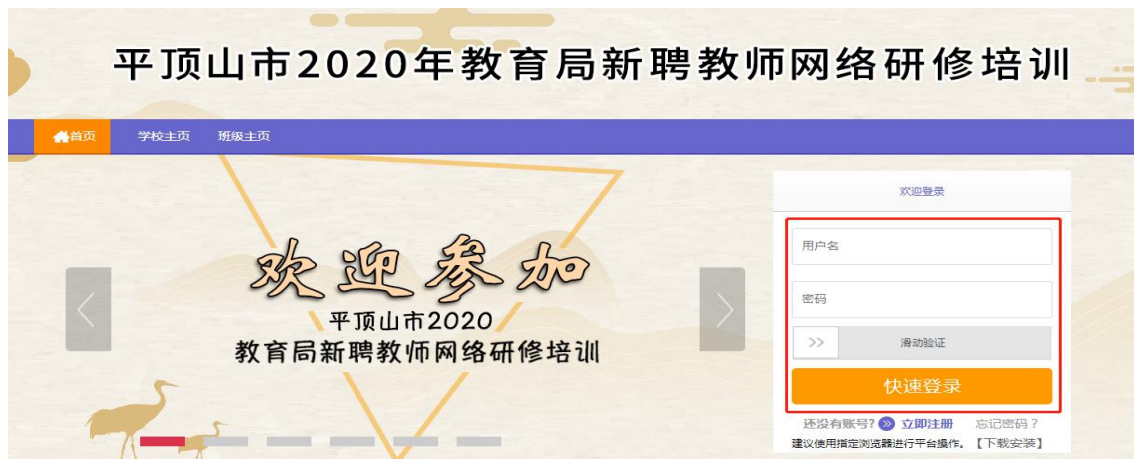 平顶山市2020年教育局新聘教师网络研修培训
首页 学校主页 班级主页
欢迎登录
欢迎参加
平顶山市2020
教育局新聘教师网络研修培训
用户名
密码
>> 滑动验证
快速登录
还没有账号? 立即注册 忘记密码?
建议使用指定浏览器进行平台操作。【下载安装】